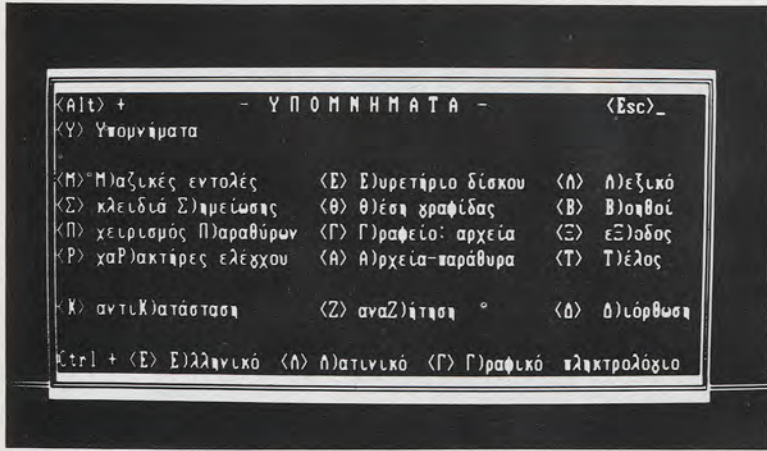 <Alt> + - ΥΠΟΜΝΗΜΑΤΑ - <Esc>_
<Υ> Υπομνήματα
<Μ> Μ)αζικές εντολές <Ε> Ε)υρετήριο δίσκου <Λ> Λ)εξικό
<Σ> κλειδιά Σ)ημείωσης <Θ> Θ)έση γραφίδας <Β> Β)οηθοί
<Π> χειρισμός Π)αραθύρων <Γ> Γ)ραφείο: αρχεία <Ξ> εΞ)οδος
<Ρ> χαΡ)ακτήρες ελέγχου <Α> Α)ρχεία-παράθυρα <Τ> Τ)έλος
<Κ> αντιΚ)ατάσταση <Ζ> αναΖ)ήτηση <Δ> Δ)ιόρθωση
Ctrl + <Ε> Ε)λληνικό <Λ> Λ)ατινικό <Γ> Γ)ραφικό πληκτρολόγιο